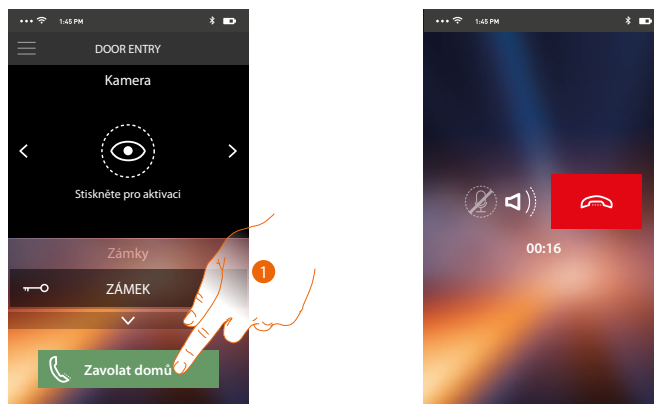 1:45 PM
DOOR ENTRY
Kamera
Stiskněte pro aktivaci
Zámky
ZÁMEK
1
Zavolat domů
1:45 PM
00:16